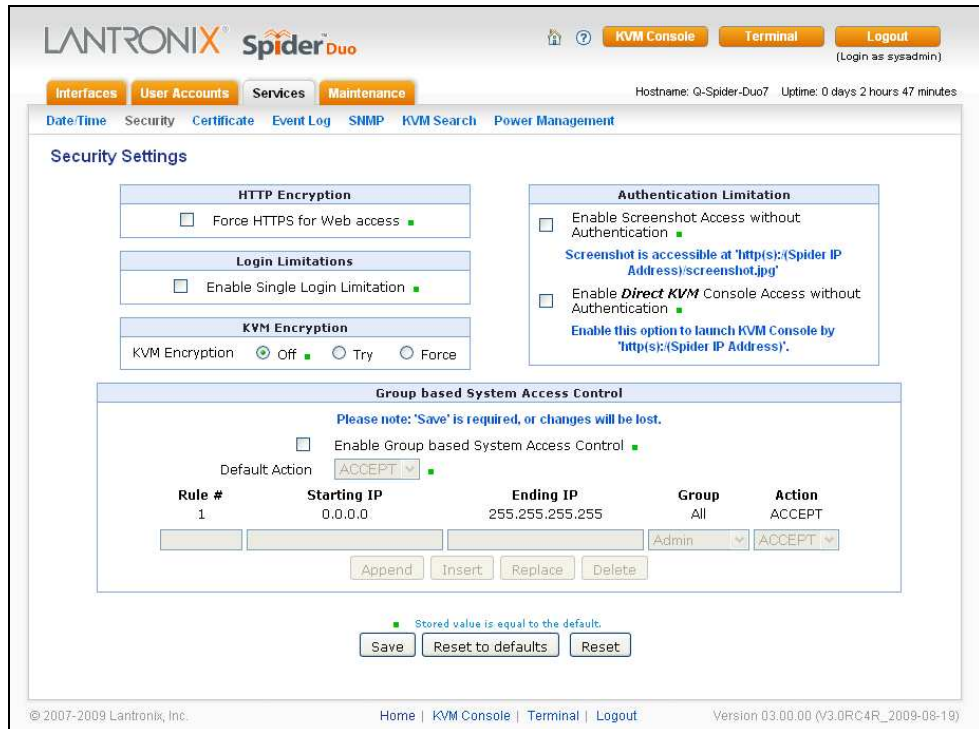 LANTRONIX® Spider™ Duo
KVM Console Terminal Logout
(Login as sysadmin)
Interfaces User Accounts Services Maintenance
Hostname: Q-Spider-Duo7 Uptime: 0 days 2 hours 47 minutes
Date/Time Security Certificate Event Log SNMP KVM Search Power Management
Security Settings
HTTP Encryption
Force HTTPS for Web access
Login Limitations
Enable Single Login Limitation
KVM Encryption
KVM Encryption Off Try Force
Authentication Limitation
Enable Screenshot Access without
Authentication
Screenshot is accessible at 'http(s):/(Spider IP
Address)/screenshot.jpg'
Enable Direct KVM Console Access without
Authentication
Enable this option to launch KVM Console by
'http(s):/(Spider IP Address)'.
Group based System Access Control
Please note: 'Save' is required, or changes will be lost.
Enable Group based System Access Control
Default Action ACCEPT
Rule # Starting IP Ending IP Group Action
1 0.0.0.0 255.255.255.255 All ACCEPT
Admin ACCEPT
Append Insert Replace Delete
Stored value is equal to the default.
Save Reset to defaults Reset
© 2007-2009 Lantronix, Inc. Home | KVM Console | Terminal | Logout Version 03.00.00 (V3.0RC4R_2009-08-19)